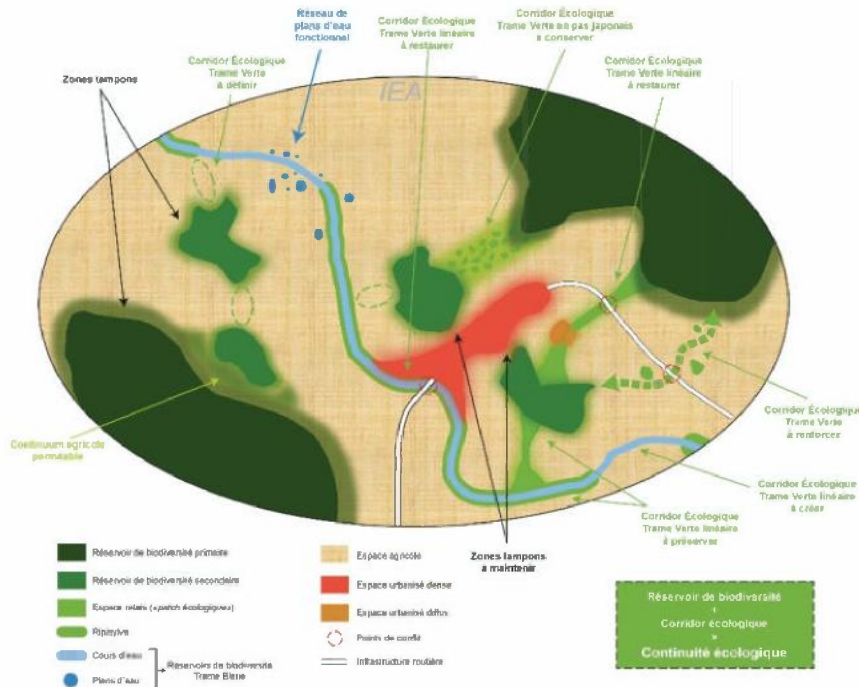 Réseau de
plans d'eau
fonctionnel
Corridor Écologique
Trame Verte linéaire
à restaurer
Corridor Écologique
Trame Verte en pas japonais
à conserver
Corridor Écologique
Trame Verte
à définir
Corridor Écologique
Trame Verte linéaire
à restaurer
Zones tampons
IEA
Continuum agricole
perméable
Corridor Écologique
Trame Verte
à renforcer
Corridor Écologique
Trame Verte linéaire
à créer
Corridor Écologique
Trame Verte linéaire
à préserver
Zones tampons
à maintenir
Réservoir de biodiversité primaire
Réservoir de biodiversité secondaire
Espace relais (+patch écologiques)
Ripisylve
Cours d'eau
Plans d'eau
Réservoirs de biodiversité
Trame Bleue
Espace agricole
Espace urbanisé dense
Espace urbanisé diffus
Points de conflit
Infrastructure routière
Réservoir de biodiversité
+
Corridor écologique
=
Continuité écologique